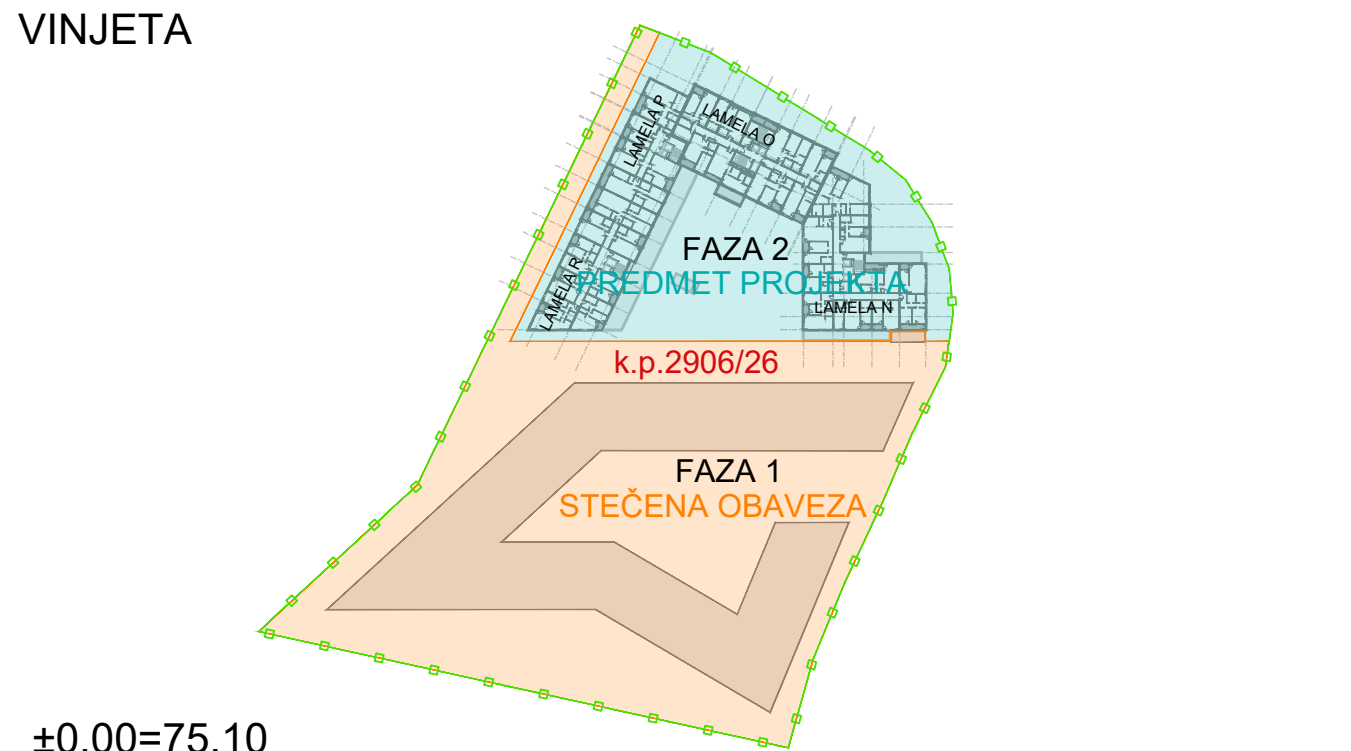 VINJETA
LAMELA P
LAMELA O
FAZA 2
PREDMET PROJEKTA
LAMELA R
LAMELA N
k.p.2906/26
FAZA 1
STEČENA OBAVEZA
±0.00=75.10